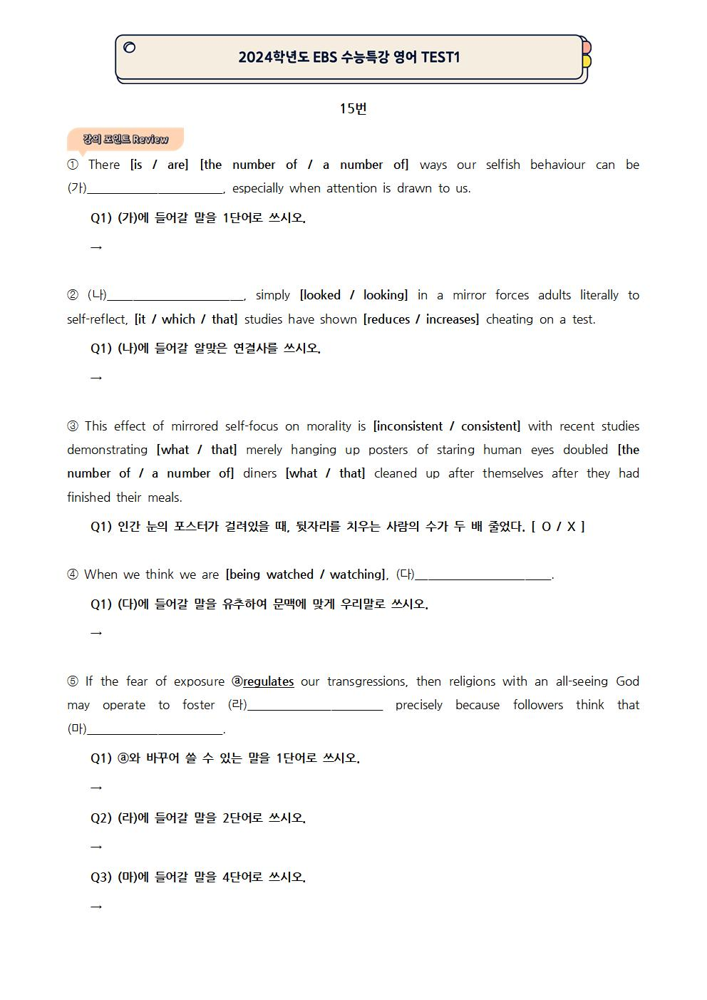 2024학년도 EBS 수능특강 영어 TEST1
15번
강의 포인트 Review
① There [is / are] [the number of / a number of] ways our selfish behaviour can be
(가)____________________, especially when attention is drawn to us.
Q1) (가)에 들어갈 말을 1단어로 쓰시오.
→
② (나)____________________, simply [looked / looking] in a mirror forces adults literally to
self-reflect, [it / which / that] studies have shown [reduces / increases] cheating on a test.
Q1) (나)에 들어갈 알맞은 연결사를 쓰시오.
→
③ This effect of mirrored self-focus on morality is [inconsistent / consistent] with recent studies
demonstrating [what / that] merely hanging up posters of staring human eyes doubled [the
number of / a number of] diners [what / that] cleaned up after themselves after they had
finished their meals.
Q1) 인간 눈의 포스터가 걸려있을 때, 뒷자리를 치우는 사람의 수가 두 배 줄었다. [ O / X ]
④ When we think we are [being watched / watching], (다)____________________.
Q1) (다)에 들어갈 말을 유추하여 문맥에 맞게 우리말로 쓰시오.
→
⑤ If the fear of exposure ⓐregulates our transgressions, then religions with an all-seeing God
may operate to foster (라)____________________ precisely because followers think that
(마)____________________.
Q1) ⓐ와 바꾸어 쓸 수 있는 말을 1단어로 쓰시오.
→
Q2) (라)에 들어갈 말을 2단어로 쓰시오.
→
Q3) (마)에 들어갈 말을 4단어로 쓰시오.
→